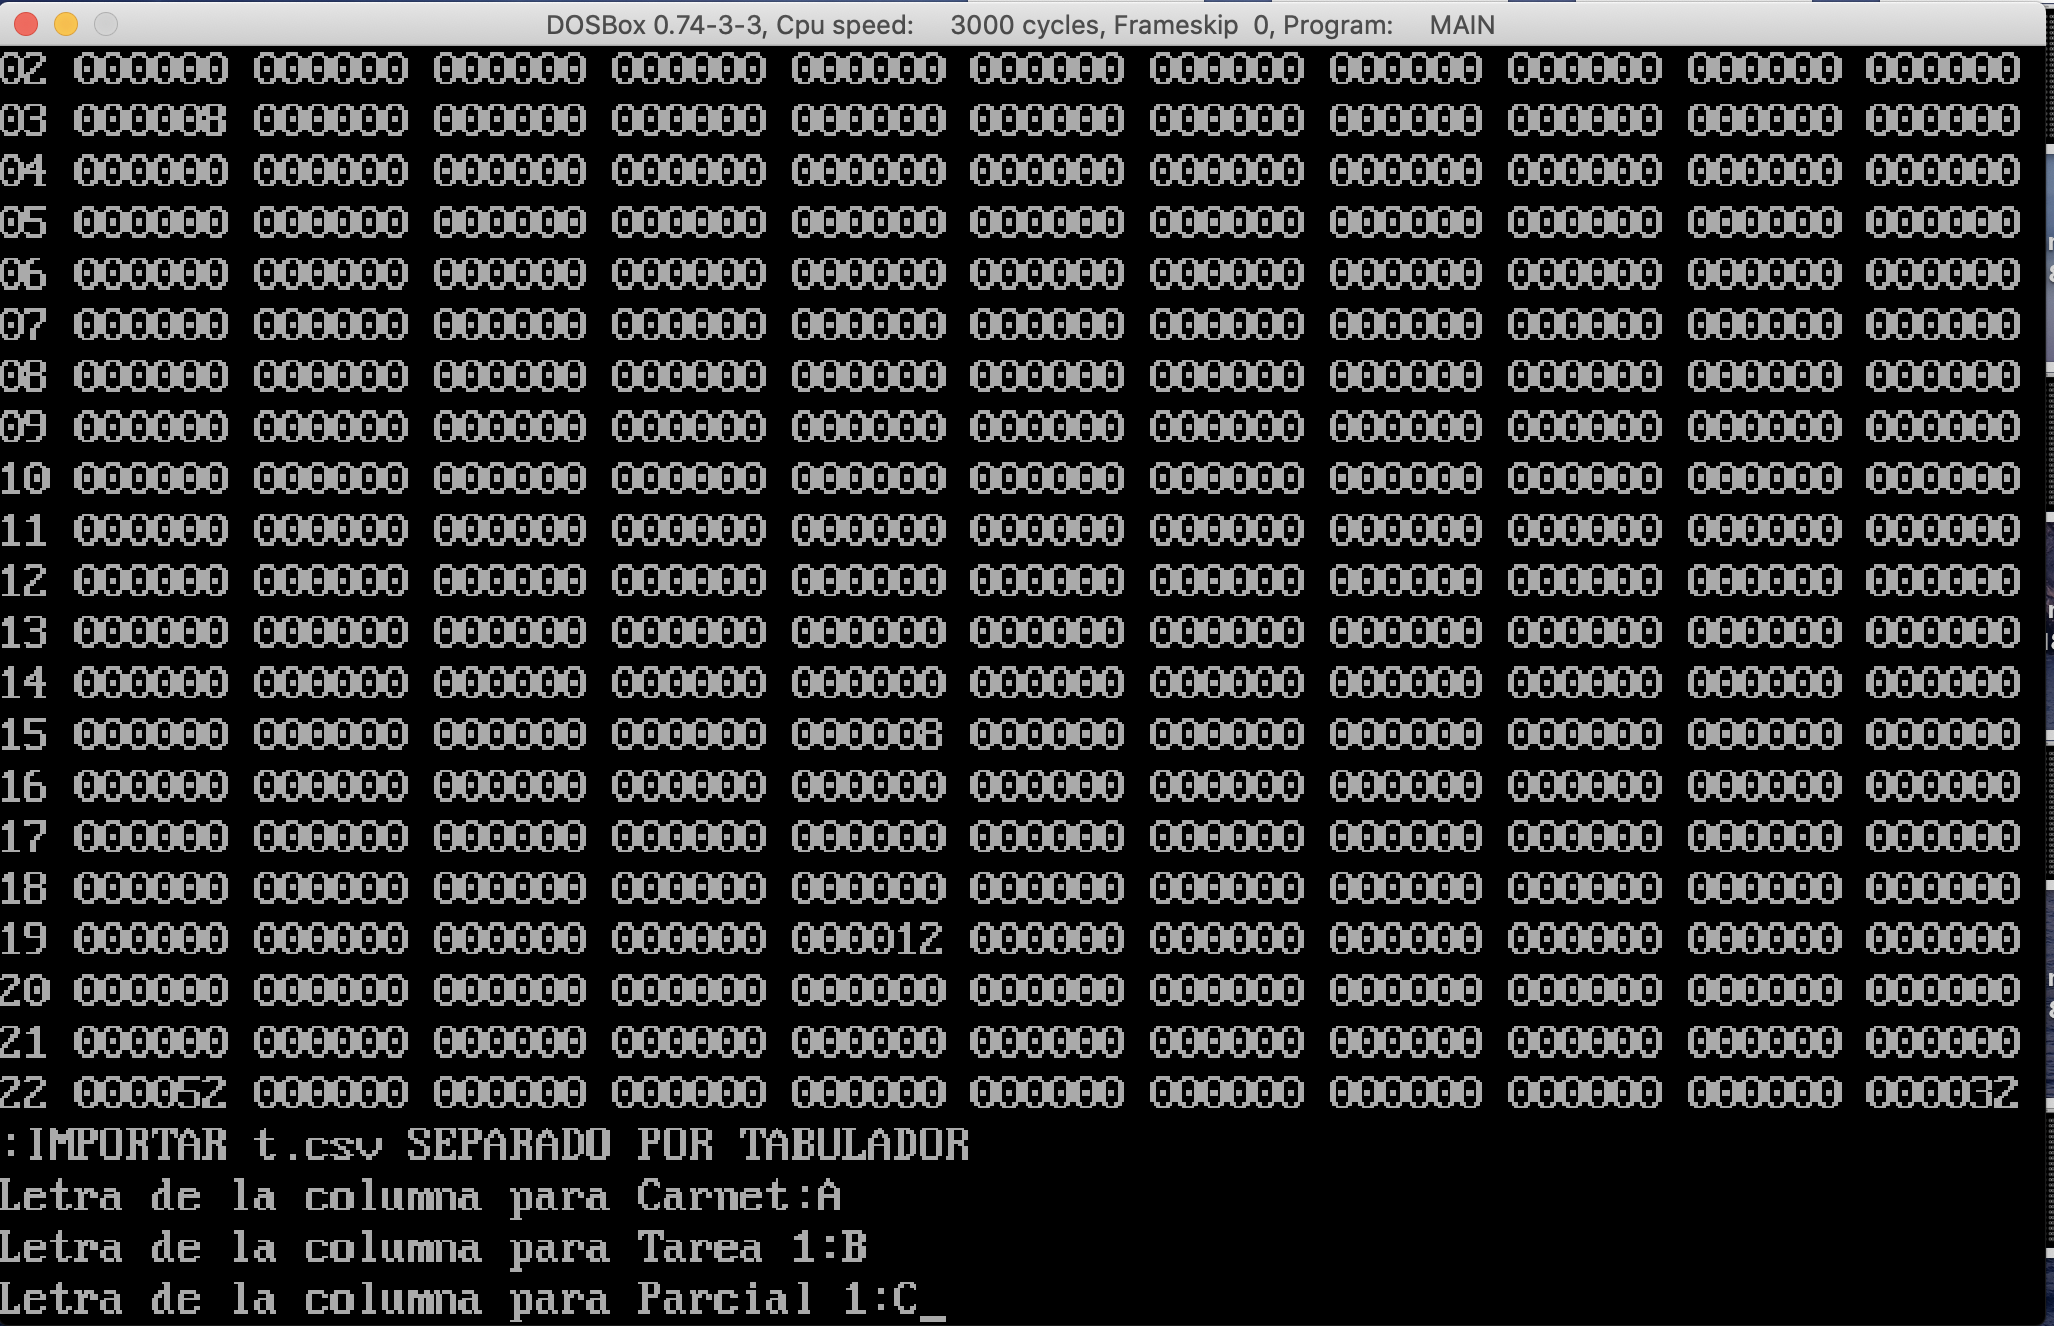 DOSBox 0.74-3-3, Cpu speed: 3000 cycles, Frameskip 0, Program: MAIN
02 000000 000000 000000 000000 000000 000000 000000 000000 000000 000000 000000
03 000008 000000 000000 000000 000000 000000 000000 000000 000000 000000 000000
04 000000 000000 000000 000000 000000 000000 000000 000000 000000 000000 000000
05 000000 000000 000000 000000 000000 000000 000000 000000 000000 000000 000000
06 000000 000000 000000 000000 000000 000000 000000 000000 000000 000000 000000
07 000000 000000 000000 000000 000000 000000 000000 000000 000000 000000 000000
08 000000 000000 000000 000000 000000 000000 000000 000000 000000 000000 000000
09 000000 000000 000000 000000 000000 000000 000000 000000 000000 000000 000000
10 000000 000000 000000 000000 000000 000000 000000 000000 000000 000000 000000
11 000000 000000 000000 000000 000000 000000 000000 000000 000000 000000 000000
12 000000 000000 000000 000000 000000 000000 000000 000000 000000 000000 000000
13 000000 000000 000000 000000 000000 000000 000000 000000 000000 000000 000000
14 000000 000000 000000 000000 000000 000000 000000 000000 000000 000000 000000
15 000000 000000 000000 000000 000008 000000 000000 000000 000000 000000 000000
16 000000 000000 000000 000000 000000 000000 000000 000000 000000 000000 000000
17 000000 000000 000000 000000 000000 000000 000000 000000 000000 000000 000000
18 000000 000000 000000 000000 000000 000000 000000 000000 000000 000000 000000
19 000000 000000 000000 000000 000012 000000 000000 000000 000000 000000 000000
20 000000 000000 000000 000000 000000 000000 000000 000000 000000 000000 000000
21 000000 000000 000000 000000 000000 000000 000000 000000 000000 000000 000000
22 000052 000000 000000 000000 000000 000000 000000 000000 000000 000000 000032
:IMPORTAR t.csv SEPARADO POR TABULADOR
Letra de la columna para Carnet:A
Letra de la columna para Tarea 1:B
Letra de la columna para Parcial 1:C_